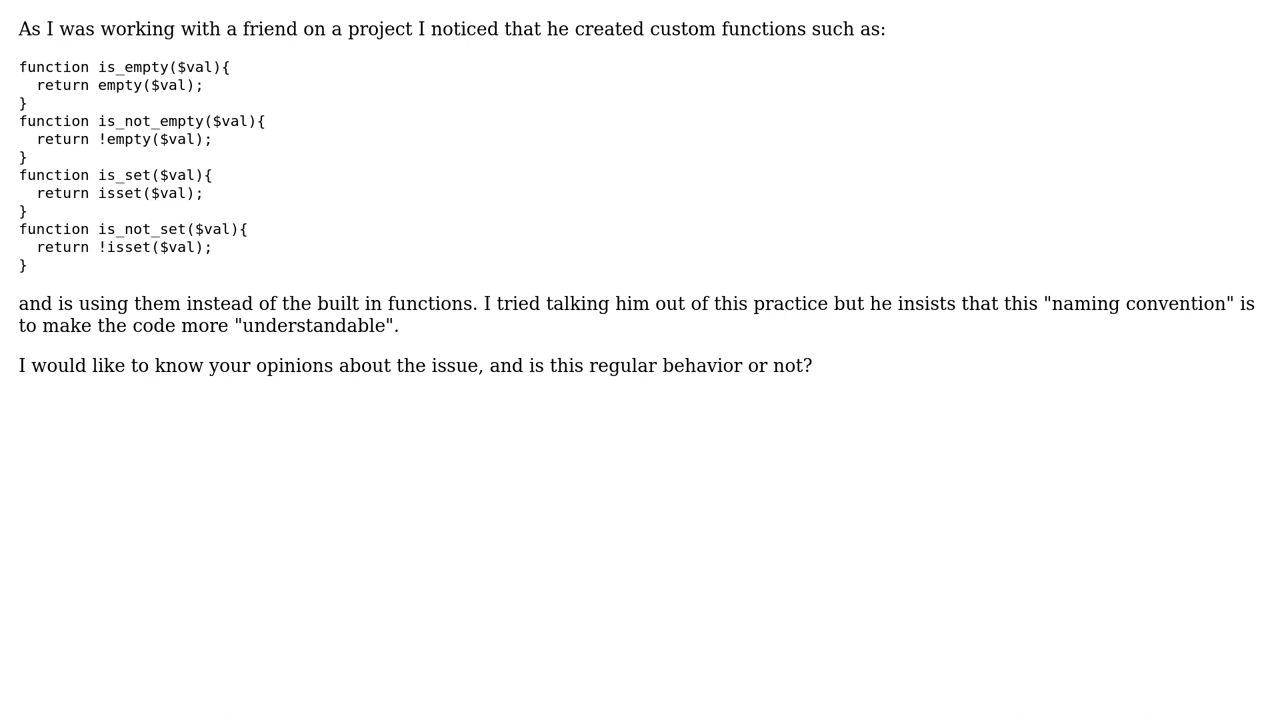 As I was working with a friend on a project I noticed that he created custom functions such as:
function is_empty($val){
  return empty($val);
}
function is_not_empty($val){
  return !empty($val);
}
function is_set($val){
  return isset($val);
}
function is_not_set($val){
  return !isset($val);
}
and is using them instead of the built in functions. I tried talking him out of this practice but he insists that this "naming convention" is
to make the code more "understandable".
I would like to know your opinions about the issue, and is this regular behavior or not?